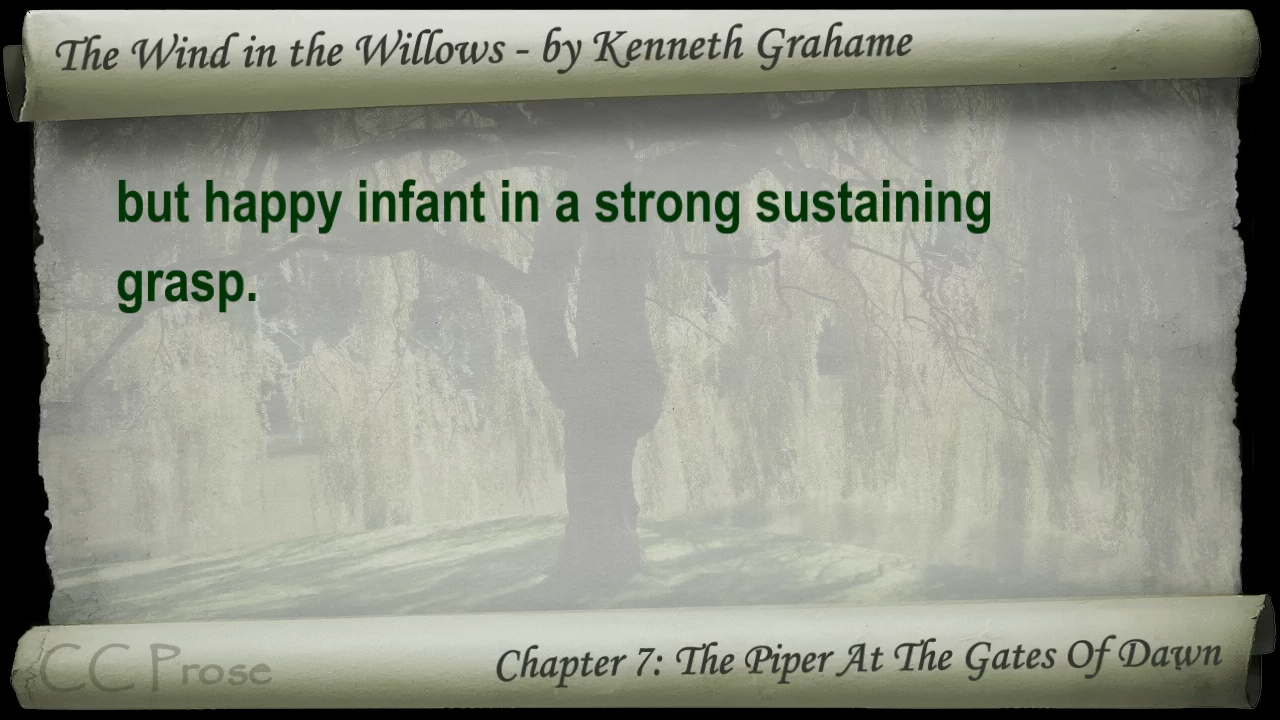 The Wind in the Willows - by Kenneth Grahame
but happy infant in a strong sustaining
grasp.
CC Prose
Chapter 7: The Piper At The Gates Of Dawn